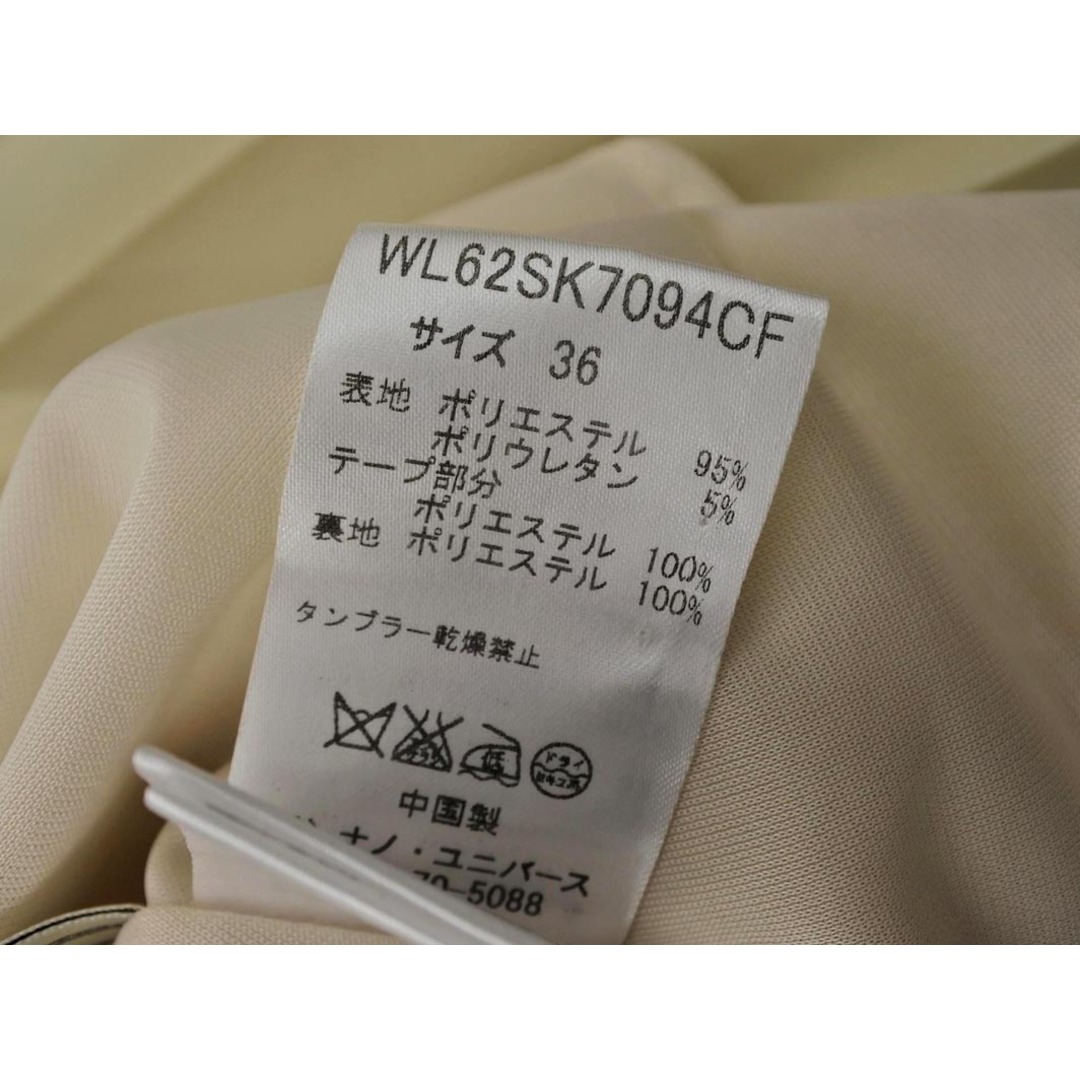 WL62SK7094CF
サイズ 36
表地 ポリエステル 95%
ポリウレタン 5%
テープ部分
ポリエステル 100%
裏地 ポリエステル 100%
タンブラー乾燥禁止
低 ドライ
中国製
ナノ・ユニバース
5088